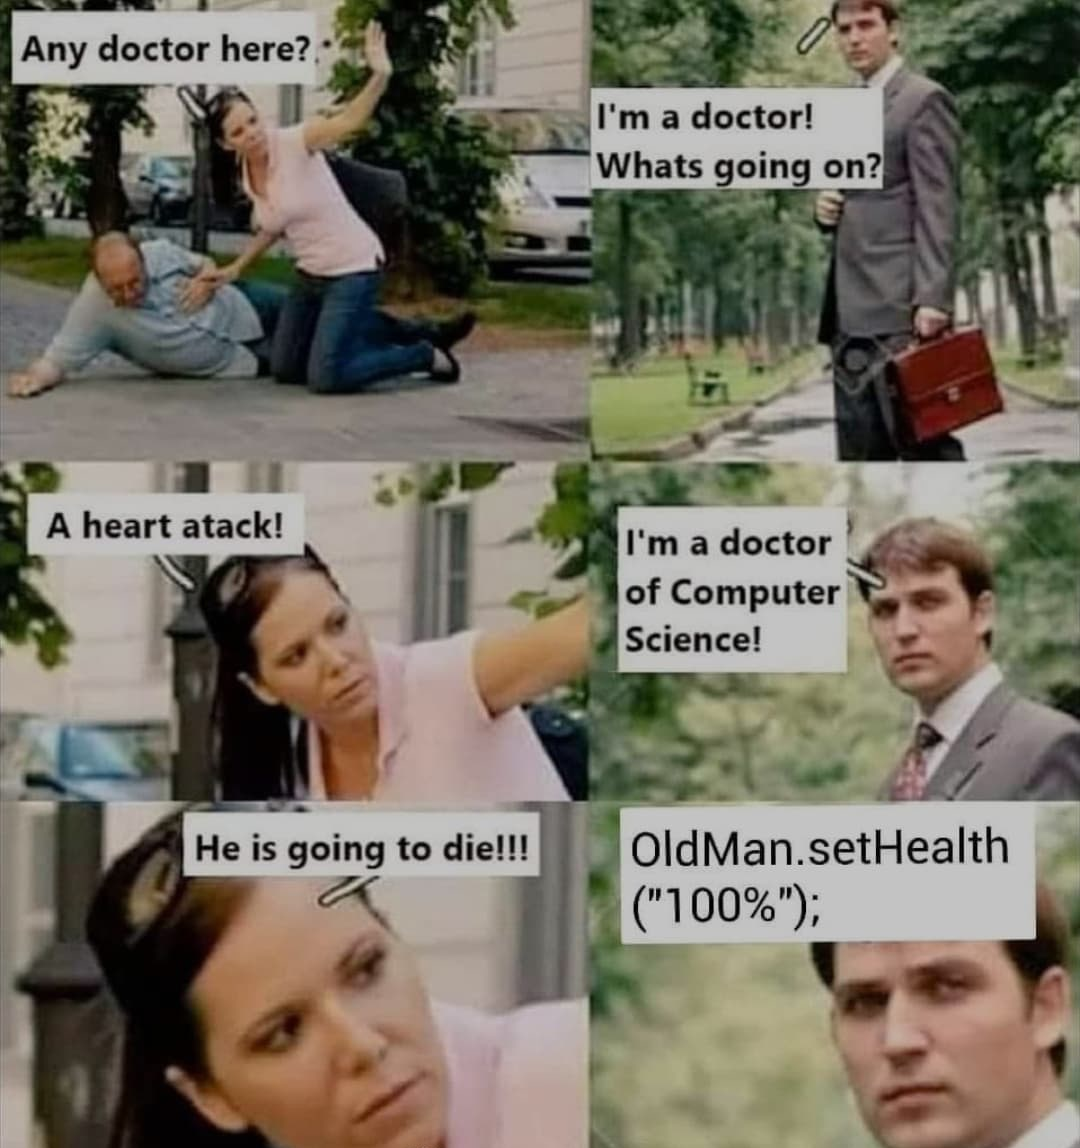 Any doctor here?
I'm a doctor!
Whats going on?
A heart atack!
I'm a doctor
of Computer
Science!
He is going to die!!!
OldMan.setHealth
("100%");